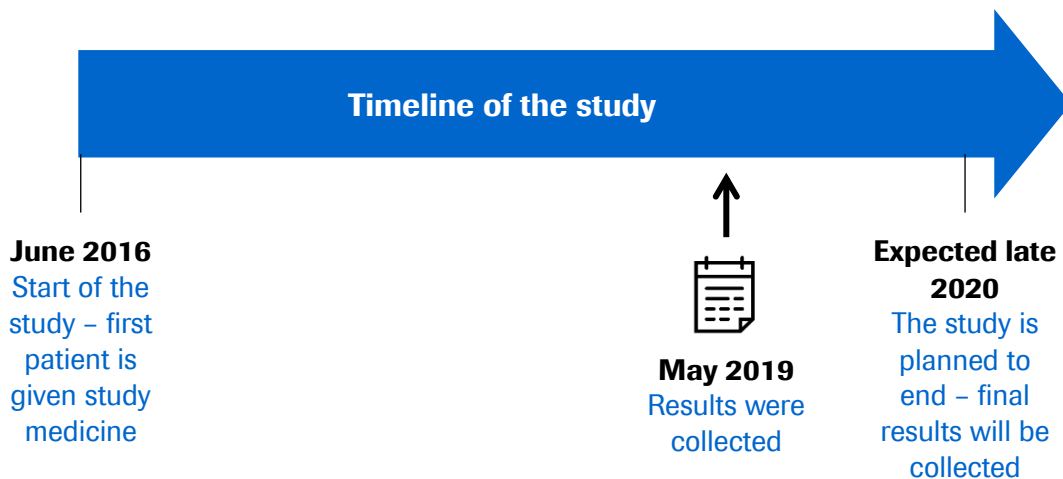 Timeline of the study
June 2016
Start of the
study – first
patient is
given study
medicine
May 2019
Results were
collected
Expected late
2020
The study is
planned to
end – final
results will be
collected